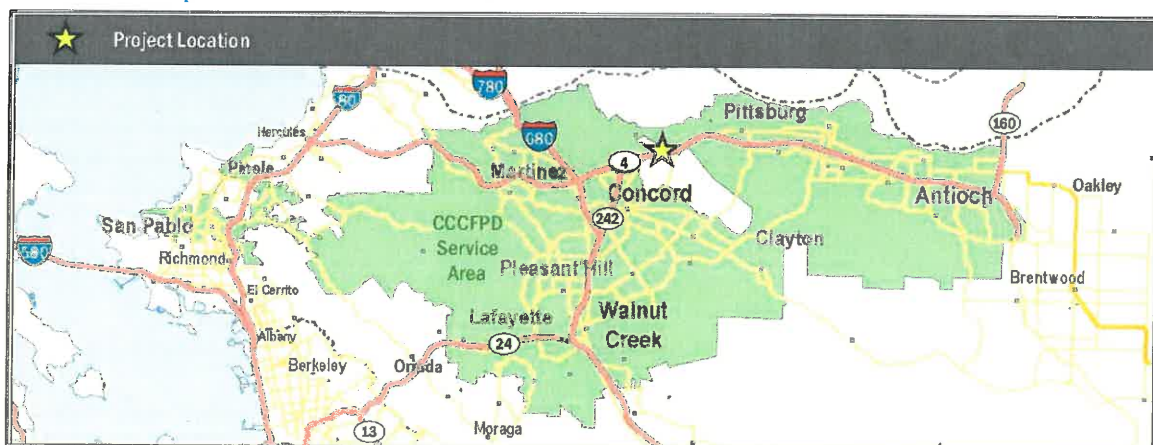 Project Location
780
80
160
Hercules
680
Pittsburg
Pinole
Martinez
4
Oakley
Concord
Antioch
San Pablo
242
CCCFPD
Service
Area
Clayton
580
Richmond
Pleasant Hill
Brentwood
El Cerrito
Lafayette
Walnut
Creek
Albany
24
Berkeley
Orinda
13
Moraga